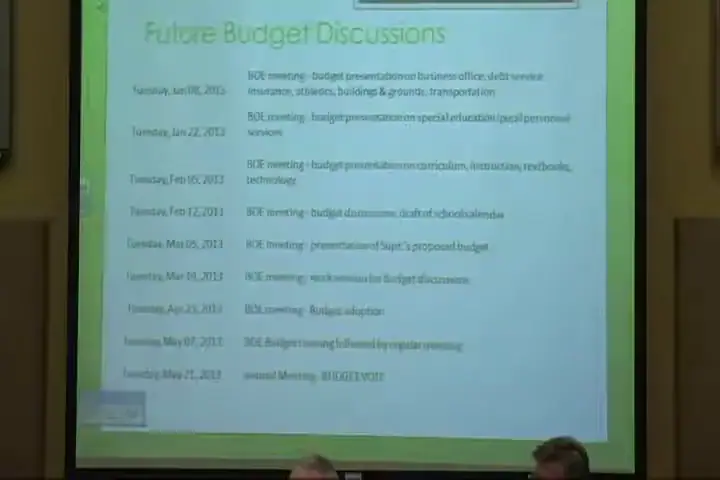 Future Budget Discussions
Tuesday, Jan 08, 2013 BOE meeting - budget presentation on business office, debt service
insurance, athletics, buildings & grounds, transportation
Tuesday, Jan 22, 2013 BOE meeting - budget presentation on special education/pupil personnel
services
Tuesday, Feb 05, 2013 BOE meeting - budget presentation on curriculum, instruction, textbooks,
technology
Tuesday, Feb 12, 2013 BOE meeting - budget discussions, draft of school calendar
Tuesday, Mar 05, 2013 BOE meeting - presentation of Supt.'s proposed budget
Tuesday, Mar 19, 2013 BOE meeting - work session for Budget discussions
Tuesday, Apr 23, 2013 BOE meeting - Budget adoption
Tuesday, May 07, 2013 BOE Budget hearing followed by regular meeting
Tuesday, May 21, 2013 Annual Meeting - BUDGET VOTE